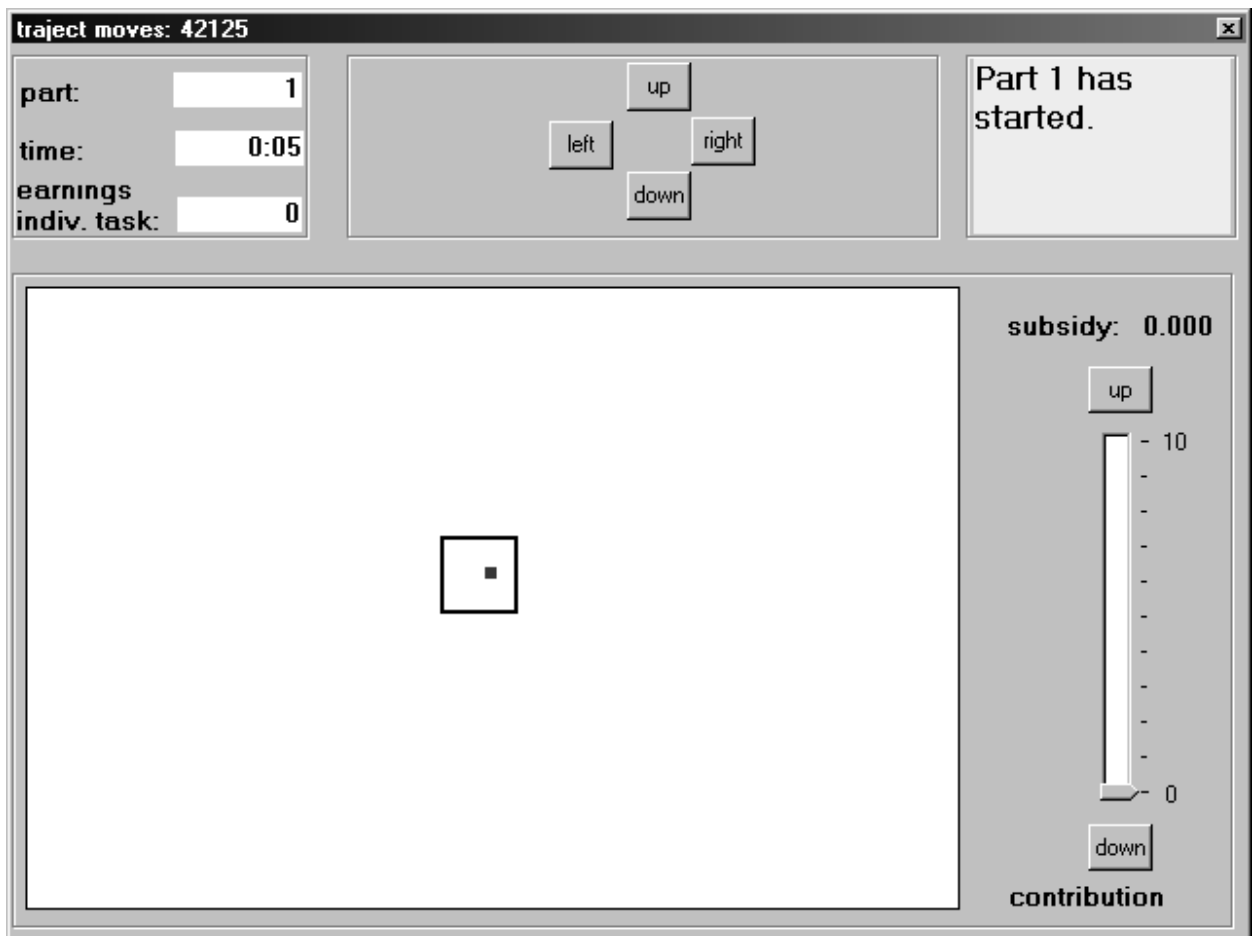 traject moves: 42125
part: 1
time: 0:05
earnings
indiv. task: 0
up
left right
down
Part 1 has
started.
subsidy: 0.000
up
10
0
down
contribution